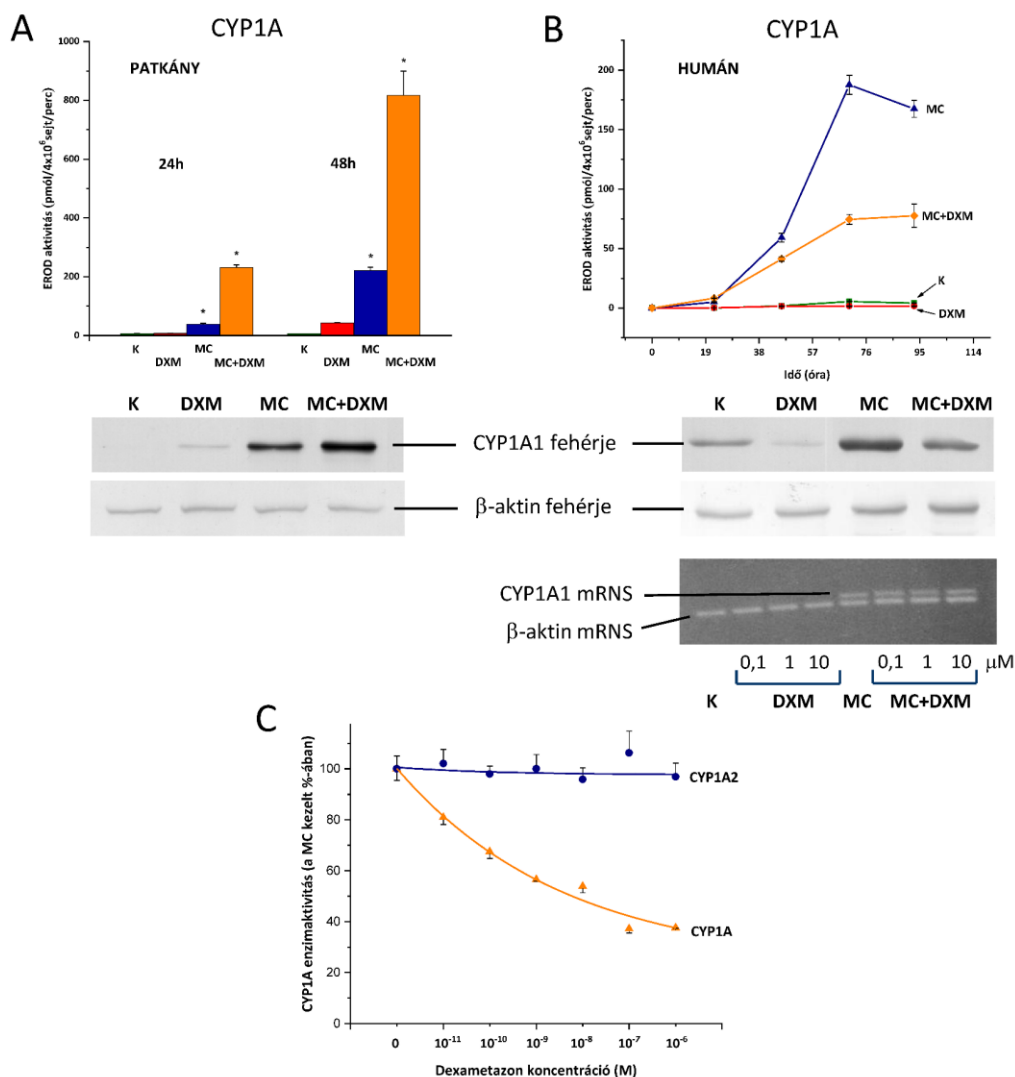 A
CYP1A
PATKÁNY
24h
48h
EROD aktivitás (pmól/4x10⁶sejt/perc)
1000
800
600
400
200
0
*
*
*
*
K
DXM
MC
MC+DXM
K
DXM
MC
MC+DXM
B
CYP1A
HUMÁN
EROD aktivitás (pmól/4x10⁶sejt/perc)
200
150
100
50
0
MC
MC+DXM
K
DXM
0 19 38 57 76 95 114
Idő (óra)
K DXM MC MC+DXM
K DXM MC MC+DXM
CYP1A1 fehérje
β-aktin fehérje
CYP1A1 mRNS
β-aktin mRNS
0,1 1 10 0,1 1 10 μM
K DXM MC MC+DXM
C
CYP1A enzimaktivitás (a MC kezelt %-ában)
100
80
60
40
20
0
CYP1A2
CYP1A
0 10⁻¹¹ 10⁻¹⁰ 10⁻⁹ 10⁻⁸ 10⁻⁷ 10⁻⁶
Dexametazon koncentráció (M)